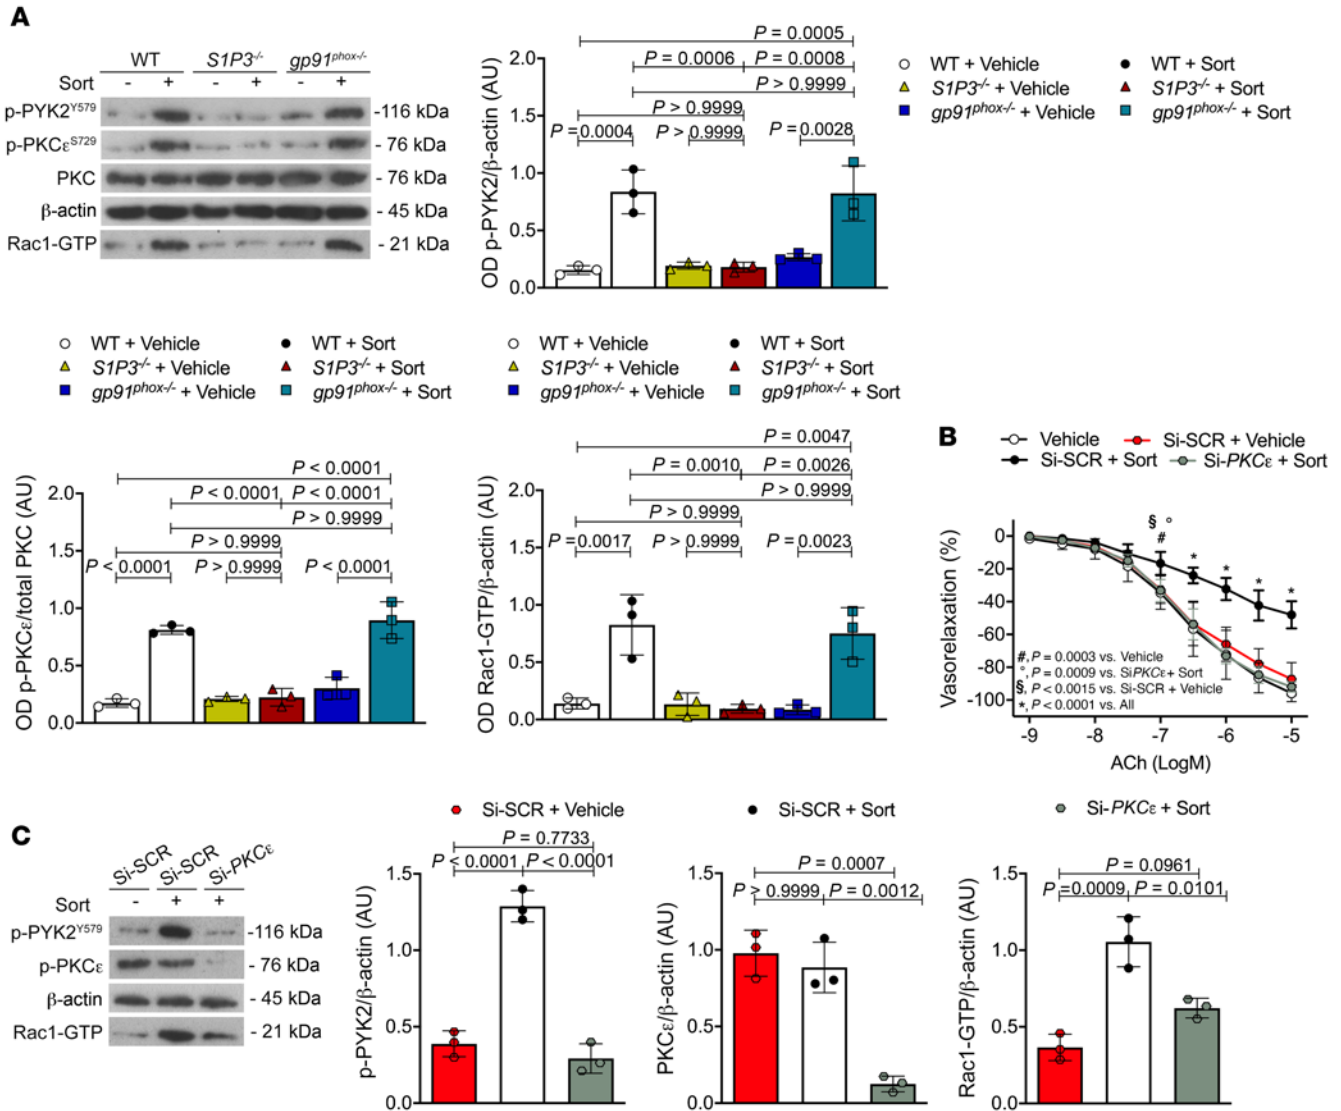 A
WT S1P3-/- gp91phox-/-
Sort - + - + - +
p-PYK2Y579 -116 kDa
p-PKCεS729 - 76 kDa
PKC - 76 kDa
β-actin - 45 kDa
Rac1-GTP - 21 kDa
OD p-PYK2/β-actin (AU)
2.0
1.5
1.0
0.5
0.0
P = 0.0005
P = 0.0006 P = 0.0008
P > 0.9999
P > 0.9999
P =0.0004 P > 0.9999 P =0.0028
WT + Vehicle WT + Sort
S1P3-/- + Vehicle S1P3-/- + Sort
gp91phox-/- + Vehicle gp91phox-/- + Sort
WT + Vehicle WT + Sort
S1P3-/- + Vehicle S1P3-/- + Sort
gp91phox-/- + Vehicle gp91phox-/- + Sort
OD p-PKCε/total PKC (AU)
2.0
1.5
1.0
0.5
0.0
P < 0.0001
P < 0.0001 P < 0.0001
P > 0.9999
P > 0.9999
P < 0.0001 P > 0.9999 P <0.0001
WT + Vehicle WT + Sort
S1P3-/- + Vehicle S1P3-/- + Sort
gp91phox-/- + Vehicle gp91phox-/- + Sort
OD Rac1-GTP/β-actin (AU)
2.0
1.5
1.0
0.5
0.0
P = 0.0047
P = 0.0010 P = 0.0026
P > 0.9999
P > 0.9999
P =0.0017 P > 0.9999 P =0.0023
B
Vehicle Si-SCR + Vehicle
Si-SCR + Sort Si-PKCε + Sort
Vasorelaxation (%)
0
-20
-40
-60
-80
-100
§ °
# * * * *
#, P = 0.0003 vs. Vehicle
°, P = 0.0009 vs. SiPKCε+ Sort
§, P < 0.0015 vs. Si-SCR + Vehicle
*, P < 0.0001 vs. All
-9 -8 -7 -6 -5
ACh (LogM)
C
Si-SCR Si-SCR Si-PKCε
Sort - + +
p-PYK2Y579 -116 kDa
p-PKCε - 76 kDa
β-actin - 45 kDa
Rac1-GTP - 21 kDa
Si-SCR + Vehicle Si-SCR + Sort Si-PKCε + Sort
p-PYK2/β-actin (AU)
1.5
1.0
0.5
0.0
P = 0.7733
P < 0.0001 P < 0.0001
PKCε/β-actin (AU)
1.5
1.0
0.5
0.0
P = 0.0007
P > 0.9999 P = 0.0012
Rac1-GTP/β-actin (AU)
1.5
1.0
0.5
0.0
P = 0.0961
P =0.0009 P = 0.0101